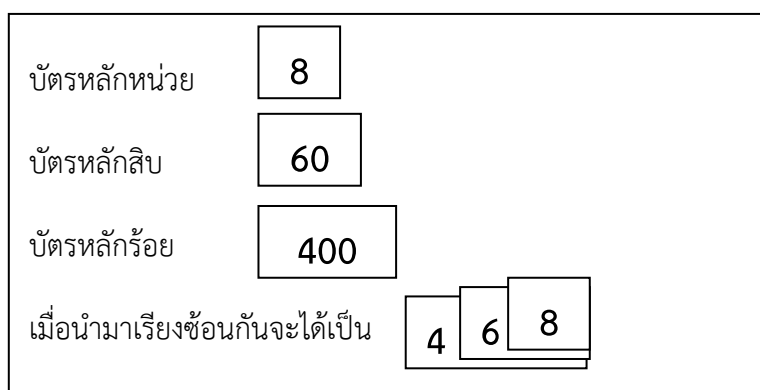 บัตรหลักหน่วย 8
บัตรหลักสิบ 60
บัตรหลักร้อย 400
เมื่อนำมาเรียงซ้อนกันจะได้เป็น 4 6 8